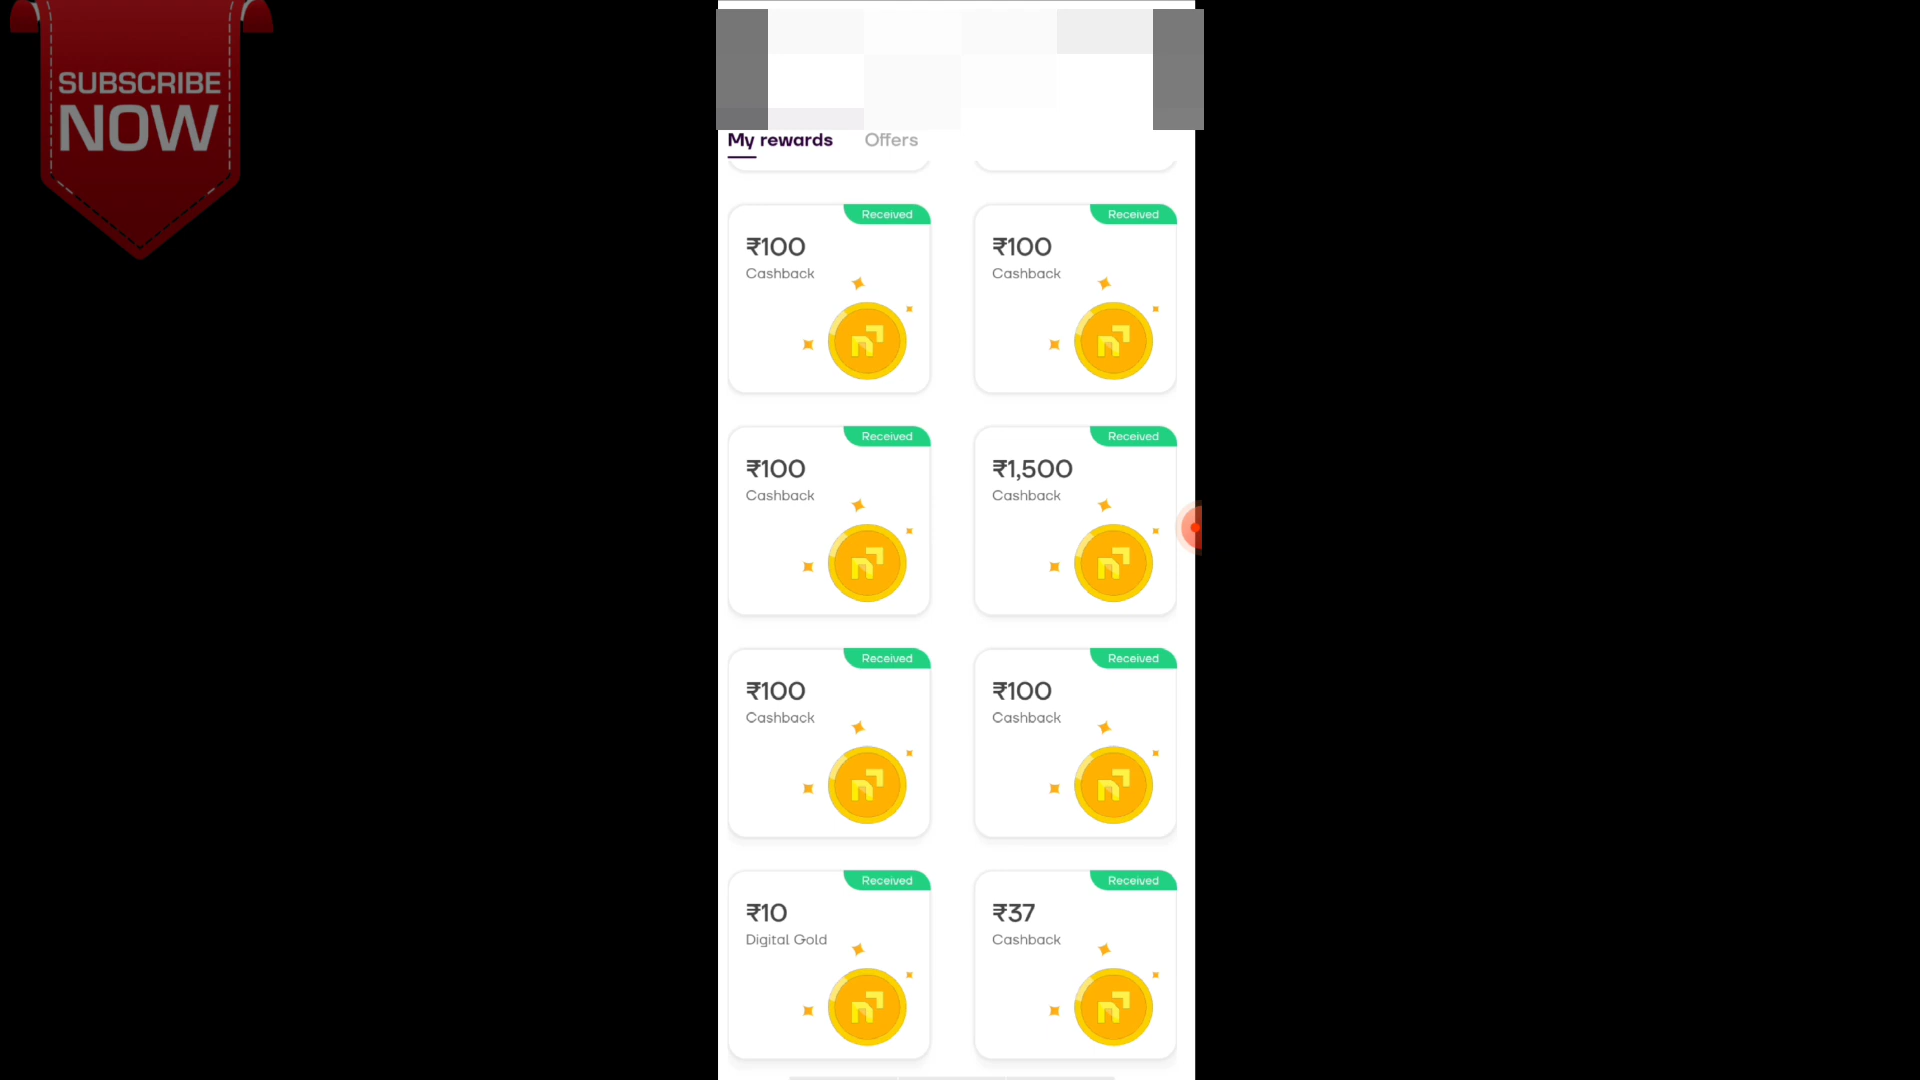 SUBSCRIBE
NOW
My rewards Offers
Received Received
₹100 ₹100
Cashback Cashback
Received Received
₹100 ₹1,500
Cashback Cashback
Received Received
₹100 ₹100
Cashback Cashback
Received Received
₹10 ₹37
Digital Gold Cashback